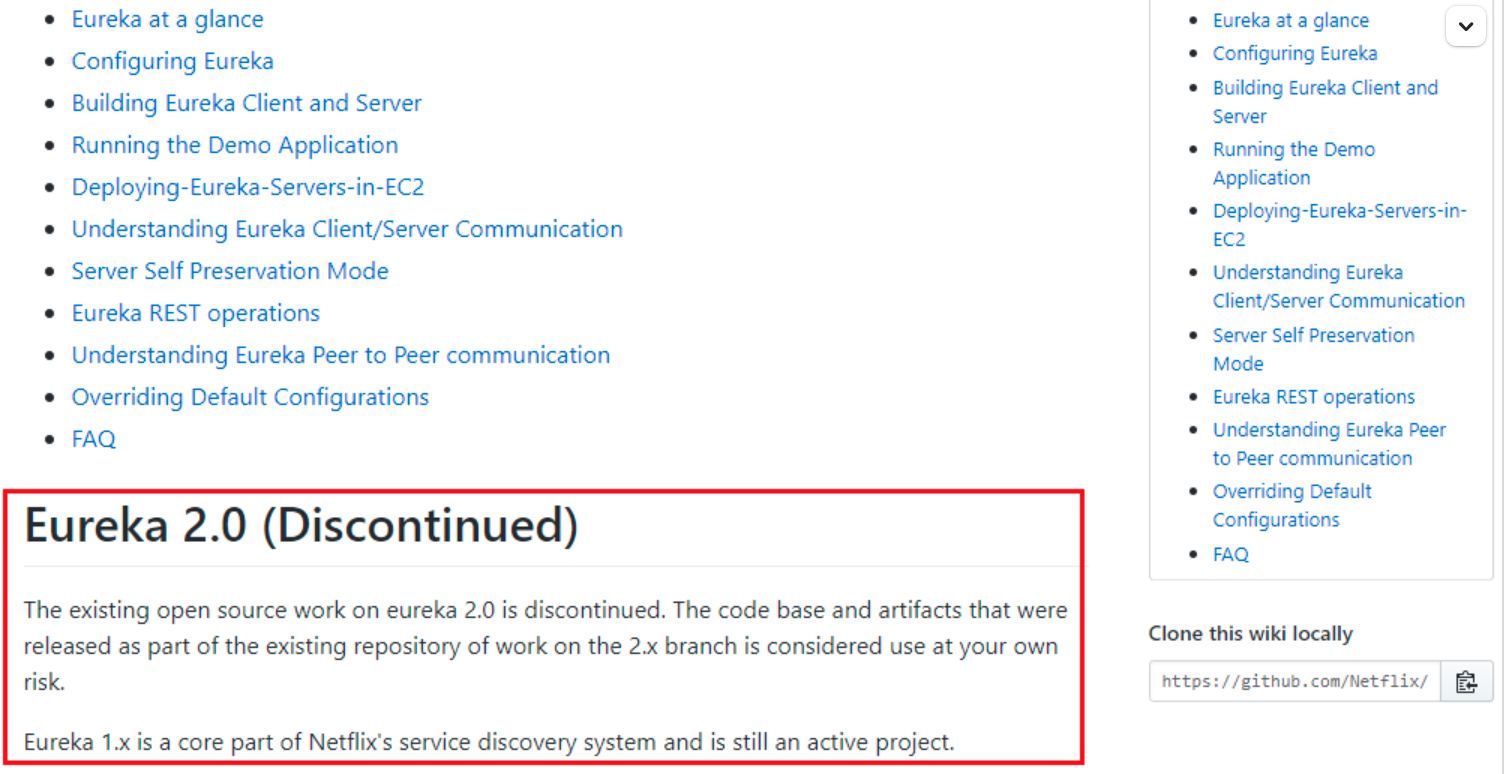 Eureka at a glance
Configuring Eureka
Building Eureka Client and Server
Running the Demo Application
Deploying-Eureka-Servers-in-EC2
Understanding Eureka Client/Server Communication
Server Self Preservation Mode
Eureka REST operations
Understanding Eureka Peer to Peer communication
Overriding Default Configurations
FAQ
Eureka 2.0 (Discontinued)
The existing open source work on eureka 2.0 is discontinued. The code base and artifacts that were
released as part of the existing repository of work on the 2.x branch is considered use at your own
risk.
Eureka 1.x is a core part of Netflix's service discovery system and is still an active project.
Eureka at a glance
Configuring Eureka
Building Eureka Client and
Server
Running the Demo
Application
Deploying-Eureka-Servers-in-
EC2
Understanding Eureka
Client/Server Communication
Server Self Preservation
Mode
Eureka REST operations
Understanding Eureka Peer
to Peer communication
Overriding Default
Configurations
FAQ
Clone this wiki locally
https://github.com/Netflix/